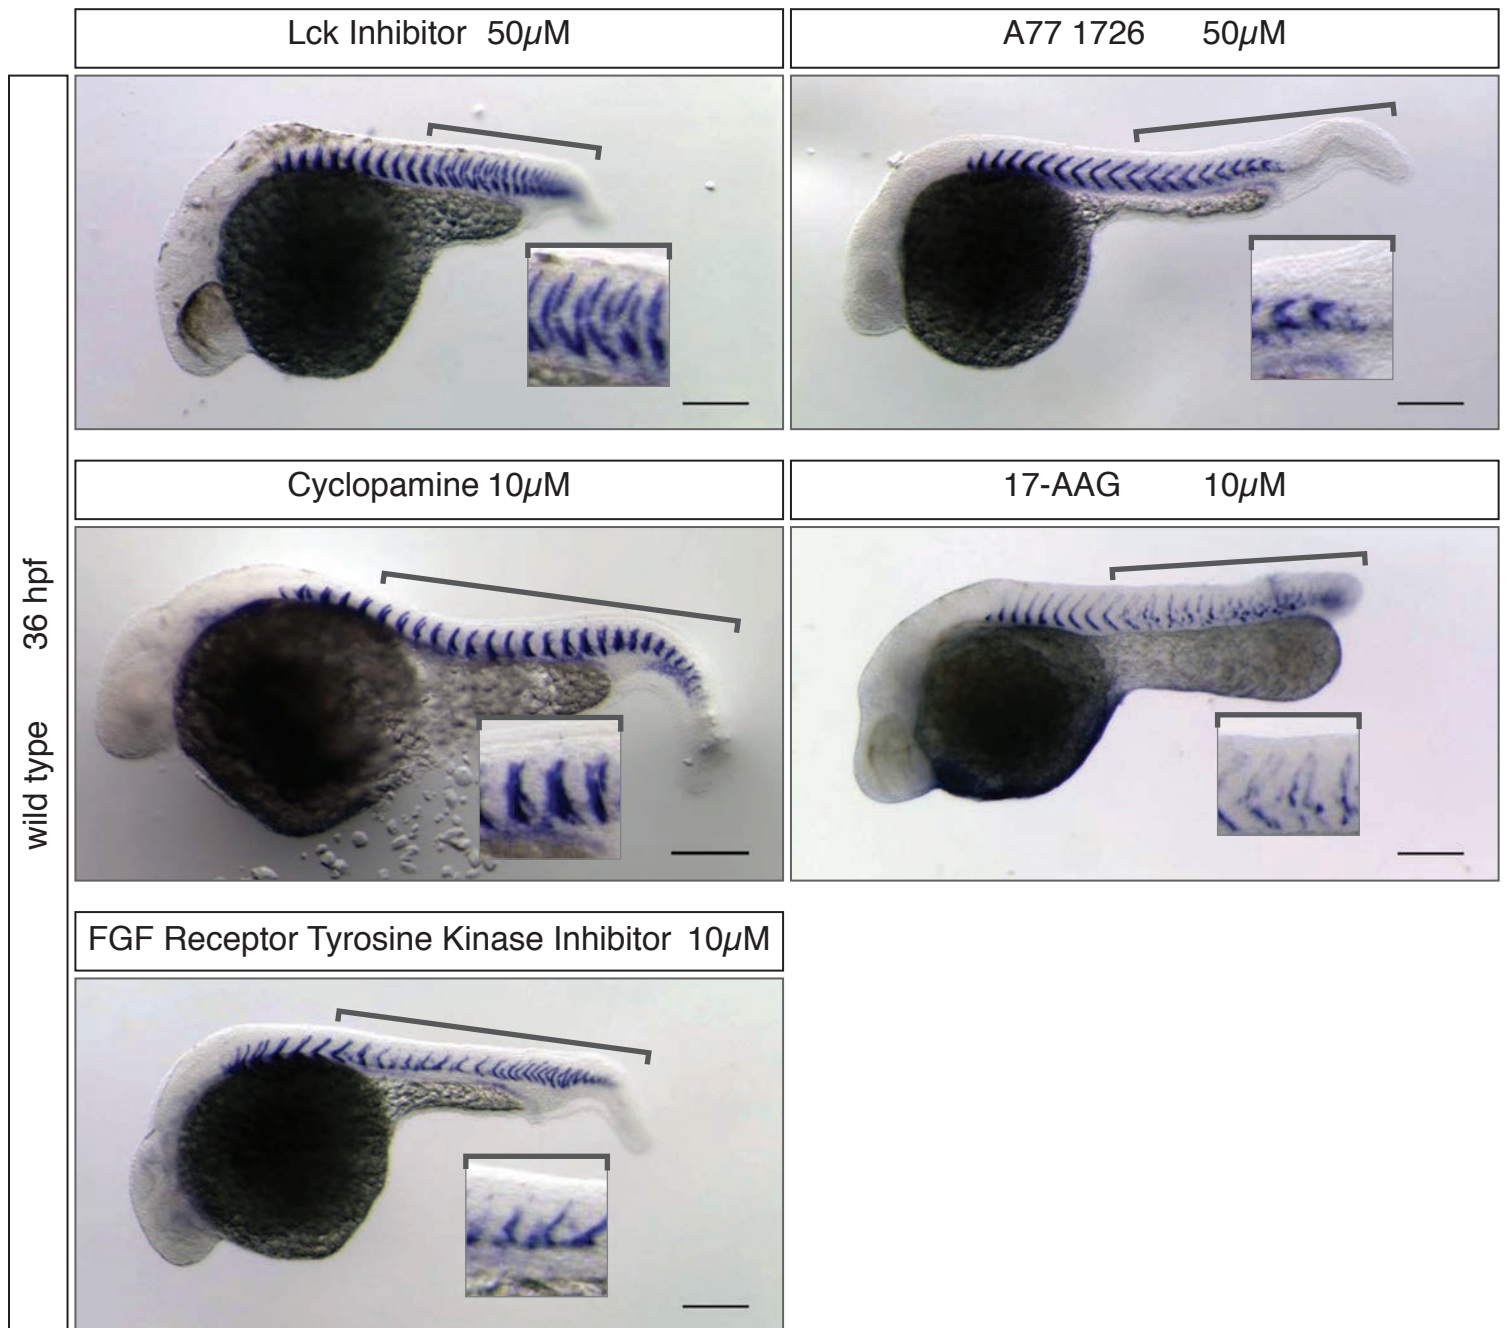 Lck Inhibitor 50µM
A77 1726 50µM
Cyclopamine 10µM
17-AAG 10µM
FGF Receptor Tyrosine Kinase Inhibitor 10µM
wild type 36 hpf